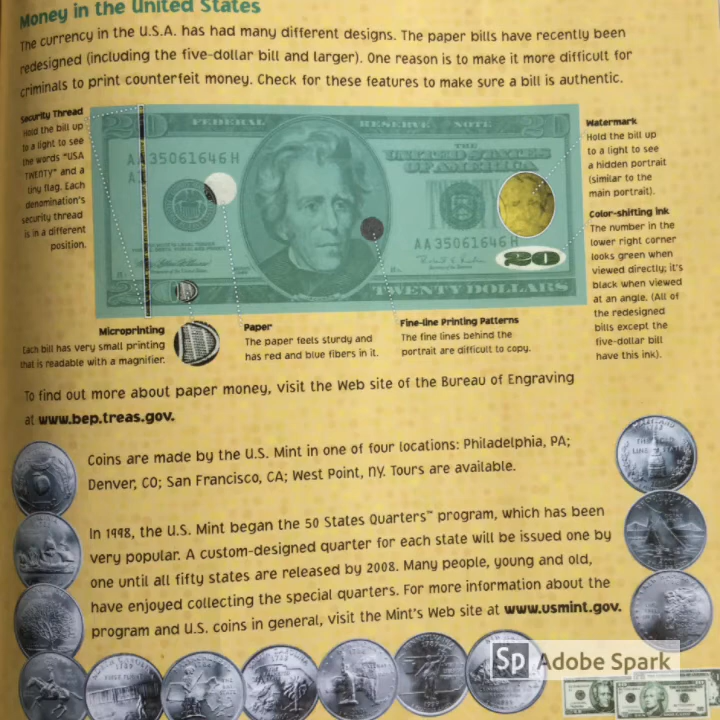 Money in the United States
The currency in the U.S.A. has had many different designs. The paper bills have recently been
redesigned (including the five-dollar bill and larger). One reason is to make it more difficult for
criminals to print counterfeit money. Check for these features to make sure a bill is authentic.
Security Thread
Hold the bill up
to a light to see
the words "USA
TWENTY" and a
tiny flag. Each
denomination's
security thread
is in a different
position.
FEDERAL RESERVE NOTE
THE
UNITED STATES
OF AMERICA
AA 35061646 H
AA 35061646 H
20
TWENTY DOLLARS
Watermark
Hold the bill up
to a light to see
a hidden portrait
(similar to the
main portrait).
Color-shifting ink
The number in the
lower right corner
looks green when
viewed directly; it's
black when viewed
at an angle. (All of
the redesigned
bills except the
five-dollar bill
have this ink).
Microprinting
Each bill has very small printing
that is readable with a magnifier.
Paper
The paper feels sturdy and
has red and blue fibers in it.
Fine-line Printing Patterns
The fine lines behind the
portrait are difficult to copy.
To find out more about paper money, visit the Web site of the Bureau of Engraving
at www.bep.treas.gov.
Coins are made by the U.S. Mint in one of four locations: Philadelphia, PA;
Denver, CO; San Francisco, CA; West Point, NY. Tours are available.
In 1998, the U.S. Mint began the 50 States Quarters™ program, which has been
very popular. A custom-designed quarter for each state will be issued one by
one until all fifty states are released by 2008. Many people, young and old,
have enjoyed collecting the special quarters. For more information about the
program and U.S. coins in general, visit the Mint's Web site at www.usmint.gov.
Sp Adobe Spark